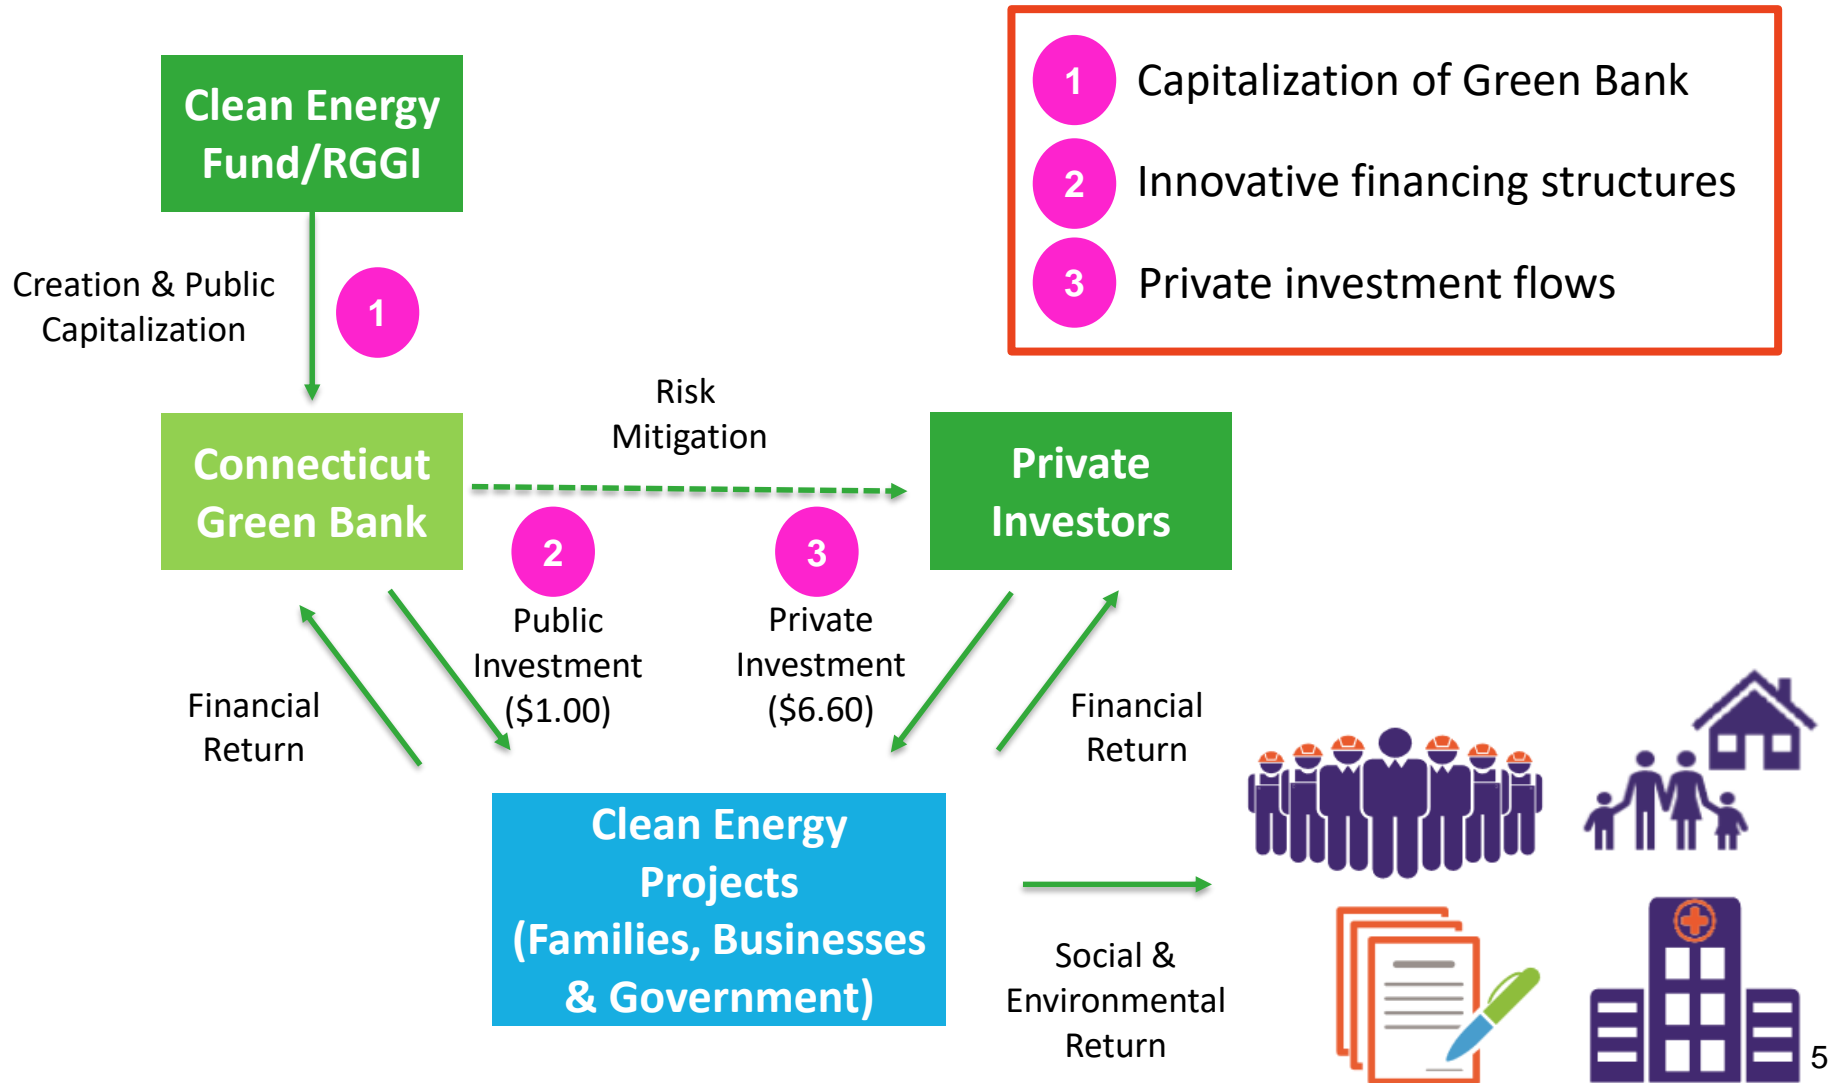 Clean Energy
Fund/RGGI
1 Capitalization of Green Bank
2 Innovative financing structures
3 Private investment flows
Creation & Public
Capitalization
1
Risk
Mitigation
Connecticut
Green Bank
Private
Investors
2
Public
Investment
($1.00)
3
Private
Investment
($6.60)
Financial
Return
Financial
Return
Clean Energy
Projects
(Families, Businesses
& Government)
Social &
Environmental
Return
5